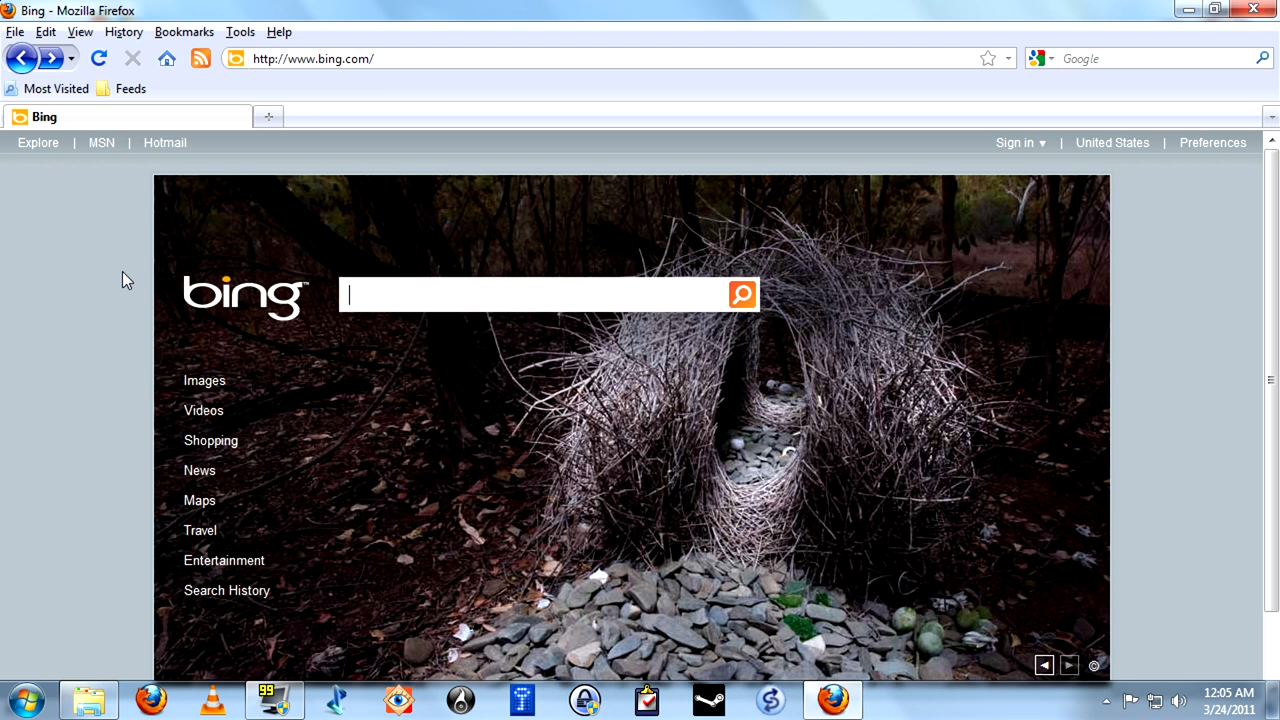 Bing - Mozilla Firefox
File Edit View History Bookmarks Tools Help
http://www.bing.com/ Google
Most Visited Feeds
Bing
Explore | MSN | Hotmail Sign in ▼ | United States | Preferences
bing™
Images
Videos
Shopping
News
Maps
Travel
Entertainment
Search History
©
99
12:05 AM
3/24/2011